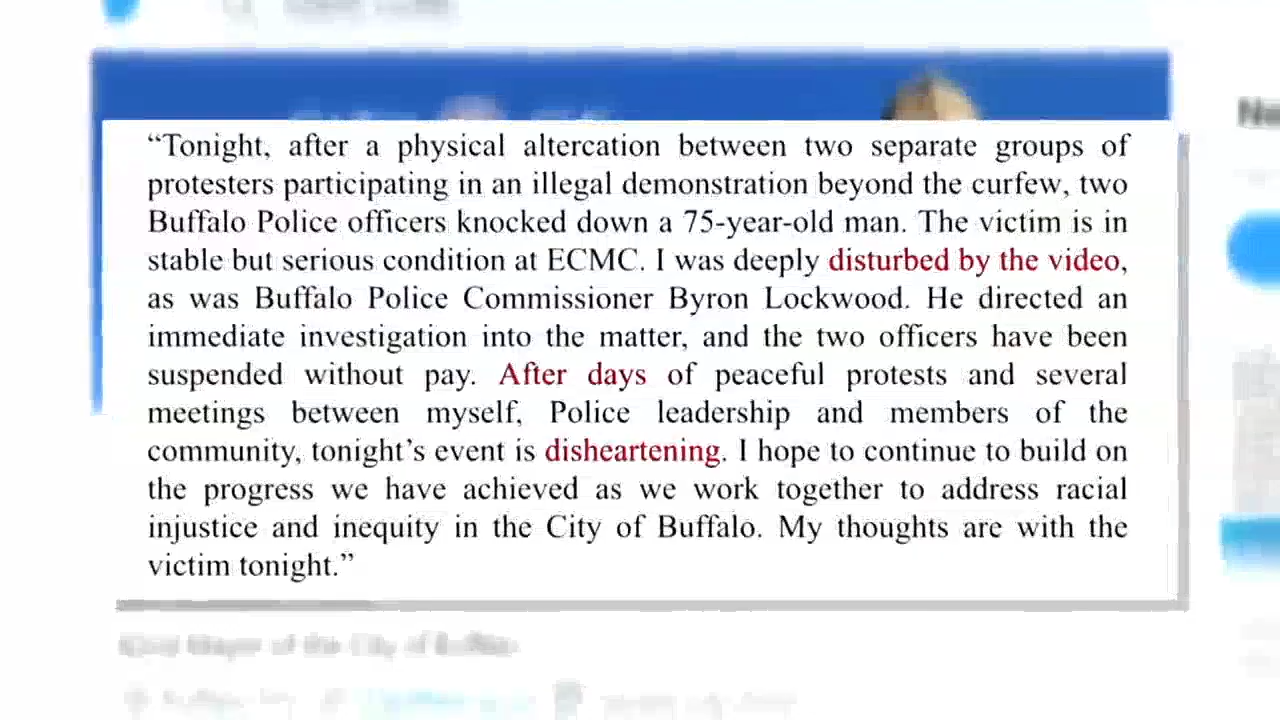 “Tonight, after a physical altercation between two separate groups of
protesters participating in an illegal demonstration beyond the curfew, two
Buffalo Police officers knocked down a 75-year-old man. The victim is in
stable but serious condition at ECMC. I was deeply disturbed by the video,
as was Buffalo Police Commissioner Byron Lockwood. He directed an
immediate investigation into the matter, and the two officers have been
suspended without pay. After days of peaceful protests and several
meetings between myself, Police leadership and members of the
community, tonight’s event is disheartening. I hope to continue to build on
the progress we have achieved as we work together to address racial
injustice and inequity in the City of Buffalo. My thoughts are with the
victim tonight.”
Mayor of the City of Buffalo